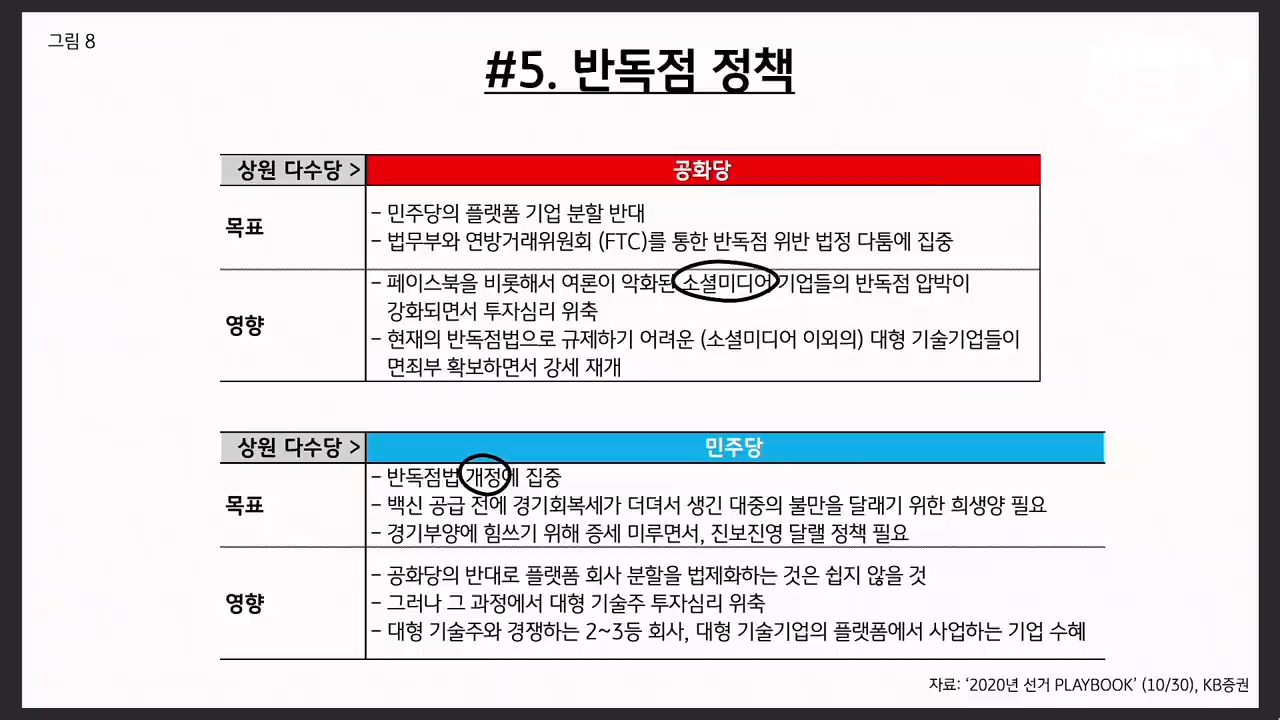 그림 8
#5. 반독점 정책
상원 다수당 >
공화당
목표
- 민주당의 플랫폼 기업 분할 반대
- 법무부와 연방거래위원회 (FTC)를 통한 반독점 위반 법정 다툼에 집중
영향
- 페이스북을 비롯해서 여론이 악화된 소셜미디어 기업들의 반독점 압박이
강화되면서 투자심리 위축
- 현재의 반독점법으로 규제하기 어려운 (소셜미디어 이외의) 대형 기술기업들이
면죄부 확보하면서 강세 재개
상원 다수당 >
민주당
목표
- 반독점법 개정에 집중
- 백신 공급 전에 경기회복세가 더뎌서 생긴 대중의 불만을 달래기 위한 희생양 필요
- 경기부양에 힘쓰기 위해 증세 미루면서, 진보진영 달랠 정책 필요
영향
- 공화당의 반대로 플랫폼 회사 분할을 법제화하는 것은 쉽지 않을 것
- 그러나 그 과정에서 대형 기술주 투자심리 위축
- 대형 기술주와 경쟁하는 2~3등 회사, 대형 기술기업의 플랫폼에서 사업하는 기업 수혜
자료: ‘2020년 선거 PLAYBOOK’ (10/30), KB증권